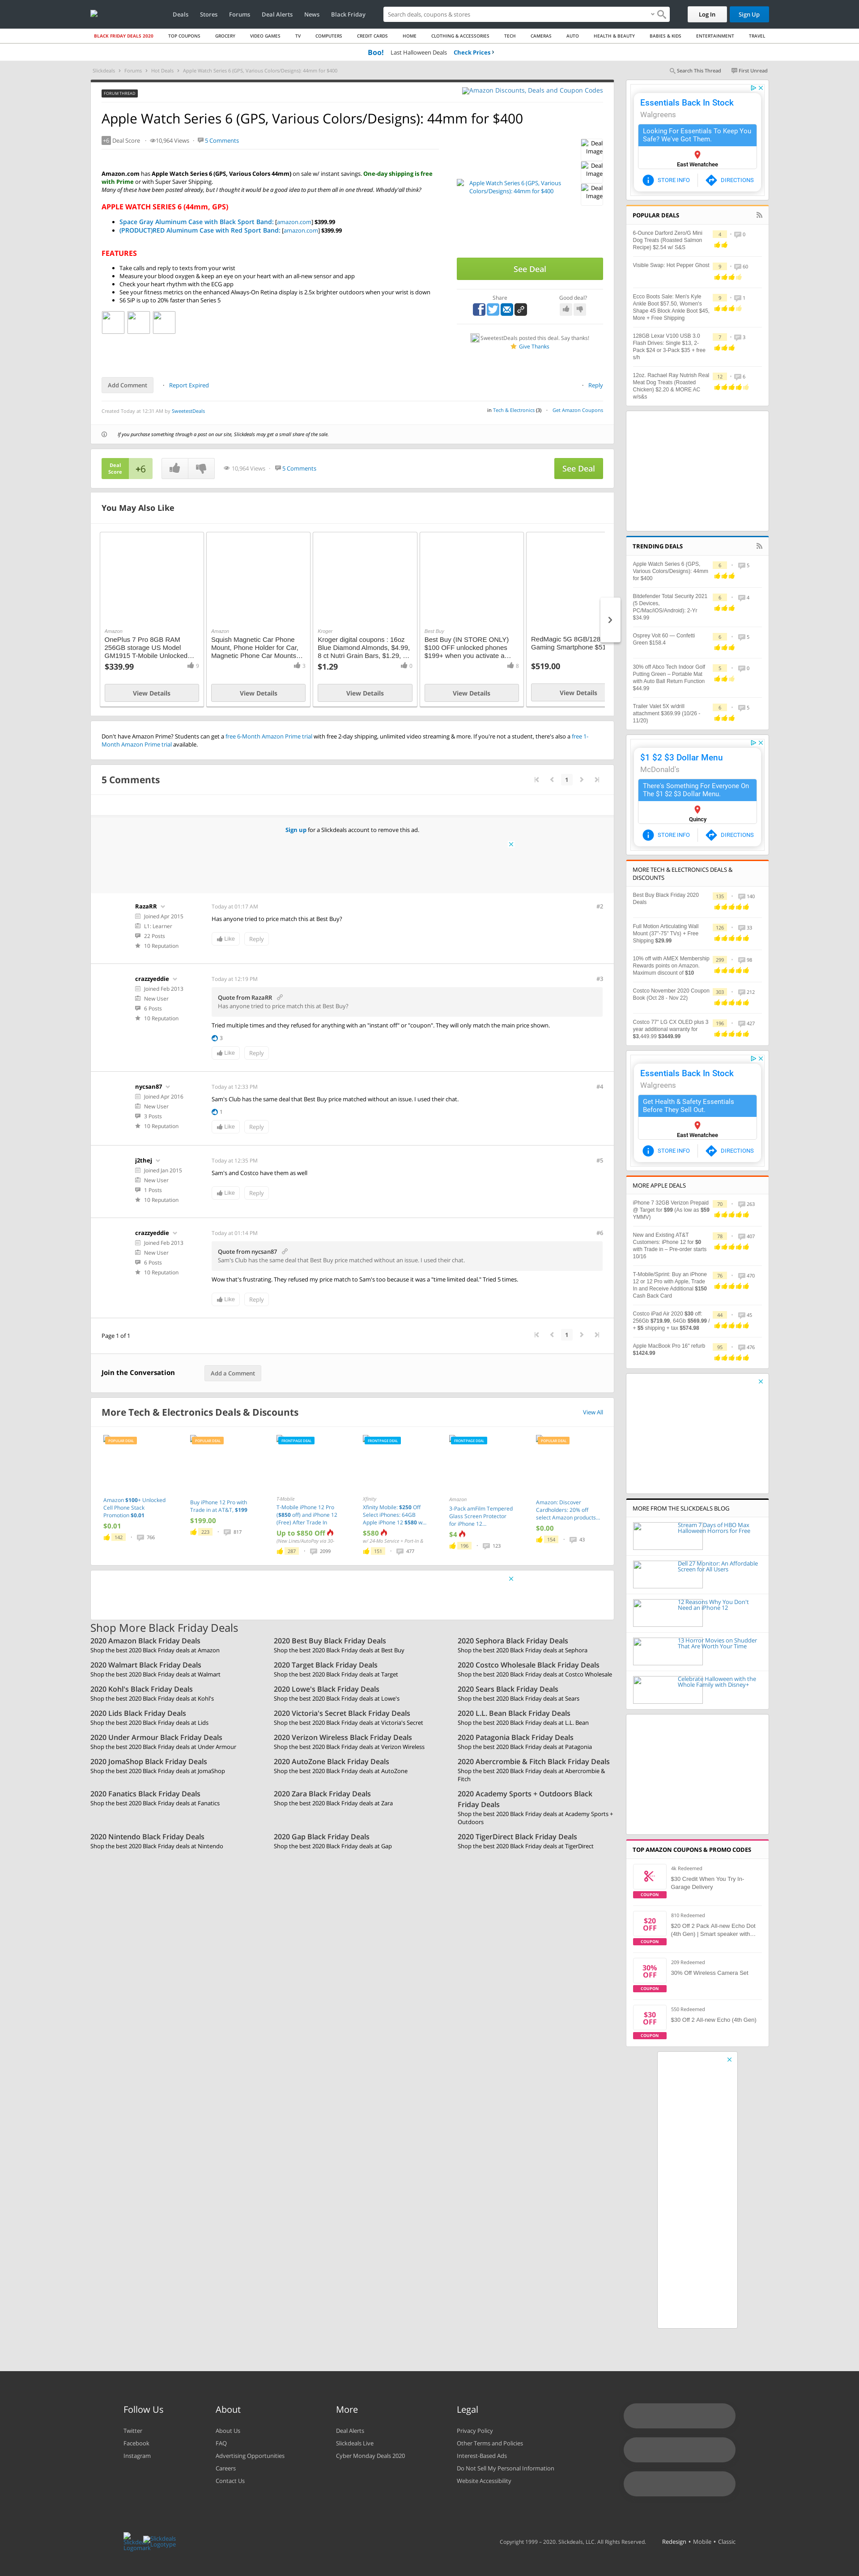 Deals
Stores
Forums
Deal Alerts
News
Black Friday
Search deals, coupons & stores
Log In
Sign Up
BLACK FRIDAY DEALS 2020
TOP COUPONS
GROCERY
VIDEO GAMES
TV
COMPUTERS
CREDIT CARDS
HOME
CLOTHING & ACCESSORIES
TECH
CAMERAS
AUTO
HEALTH & BEAUTY
BABIES & KIDS
ENTERTAINMENT
TRAVEL
Boo! Last Halloween Deals Check Prices ›
Slickdeals › Forums › Hot Deals › Apple Watch Series 6 (GPS, Various Colors/Designs): 44mm for $400
Search This Thread
First Unread
FORUM THREAD
Amazon Discounts, Deals and Coupon Codes
Apple Watch Series 6 (GPS, Various Colors/Designs): 44mm for $400
+6 Deal Score
10,964 Views
5 Comments
Amazon.com has Apple Watch Series 6 (GPS, Various Colors 44mm) on sale w/ instant savings. One-day shipping is free with Prime or with Super Saver Shipping.
Many of these have been posted already, but I thought it would be a good idea to put them all in one thread. Whaddy'all think?
APPLE WATCH SERIES 6 (44mm, GPS)
Space Gray Aluminum Case with Black Sport Band: [amazon.com] $399.99
(PRODUCT)RED Aluminum Case with Red Sport Band: [amazon.com] $399.99
FEATURES
Take calls and reply to texts from your wrist
Measure your blood oxygen & keep an eye on your heart with an all-new sensor and app
Check your heart rhythm with the ECG app
See your fitness metrics on the enhanced Always-On Retina display is 2.5x brighter outdoors when your wrist is down
S6 SiP is up to 20% faster than Series 5
Apple Watch Series 6 (GPS, Various Colors/Designs): 44mm for $400
Deal Image
Deal Image
Deal Image
See Deal
Share
Good deal?
SweetestDeals posted this deal. Say thanks!
Give Thanks
Add Comment
Report Expired
Reply
Created Today at 12:31 AM by SweetestDeals
in Tech & Electronics (3)
Get Amazon Coupons
If you purchase something through a post on our site, Slickdeals may get a small share of the sale.
Deal Score +6
10,964 Views
5 Comments
See Deal
You May Also Like
Amazon
OnePlus 7 Pro 8GB RAM 256GB storage US Model GM1915 T-Mobile Unlocked…
$339.99
9
View Details
Amazon
Squish Magnetic Car Phone Mount, Phone Holder for Car, Magnetic Phone Car Mounts…
3
View Details
Kroger
Kroger digital coupons : 16oz Blue Diamond Almonds, $4.99, 8 ct Nutri Grain Bars, $1.29, …
$1.29
0
View Details
Best Buy
Best Buy (IN STORE ONLY) $100 OFF unlocked phones $199+ when you activate a…
8
View Details
RedMagic 5G 8GB/128
Gaming Smartphone $51
$519.00
View Details
Don't have Amazon Prime? Students can get a free 6-Month Amazon Prime trial with free 2-day shipping, unlimited video streaming & more. If you're not a student, there's also a free 1-Month Amazon Prime trial available.
5 Comments
1
Sign up for a Slickdeals account to remove this ad.
RazaRR
Joined Apr 2015
L1: Learner
22 Posts
10 Reputation
Today at 01:17 AM
#2
Has anyone tried to price match this at Best Buy?
Like
Reply
crazzyeddie
Joined Feb 2013
New User
6 Posts
10 Reputation
Today at 12:19 PM
#3
Quote from RazaRR
Has anyone tried to price match this at Best Buy?
Tried multiple times and they refused for anything with an "instant off" or "coupon". They will only match the main price shown.
3
Like
Reply
nycsan87
Joined Apr 2016
New User
3 Posts
10 Reputation
Today at 12:33 PM
#4
Sam's Club has the same deal that Best Buy price matched without an issue. I used their chat.
1
Like
Reply
j2thej
Joined Jan 2015
New User
1 Posts
10 Reputation
Today at 12:35 PM
#5
Sam's and Costco have them as well
Like
Reply
crazzyeddie
Joined Feb 2013
New User
6 Posts
10 Reputation
Today at 01:14 PM
#6
Quote from nycsan87
Sam's Club has the same deal that Best Buy price matched without an issue. I used their chat.
Wow that's frustrating. They refused my price match to Sam's too because it was a "time limited deal." Tried 5 times.
Like
Reply
Page 1 of 1
1
Join the Conversation
Add a Comment
More Tech & Electronics Deals & Discounts
View All
POPULAR DEAL
Amazon $100+ Unlocked Cell Phone Stack Promotion $0.01
$0.01
142
766
POPULAR DEAL
Buy iPhone 12 Pro with Trade in at AT&T, $199
$199.00
223
817
FRONTPAGE DEAL
T-Mobile
T-Mobile iPhone 12 Pro ($850 off) and iPhone 12 (Free) After Trade In
Up to $850 Off
287
2099
FRONTPAGE DEAL
Xfinity
Xfinity Mobile: $250 Off Select iPhones: 64GB Apple iPhone 12 $580 w...
$580
w/ 24-Mo Service + Port-In &
151
477
FRONTPAGE DEAL
Amazon
3-Pack amFilm Tempered Glass Screen Protector for iPhone 12...
$4
196
123
POPULAR DEAL
Amazon: Discover Cardholders: 20% off select Amazon products...
$0.00
154
43
Shop More Black Friday Deals
2020 Amazon Black Friday Deals
Shop the best 2020 Black Friday deals at Amazon
2020 Best Buy Black Friday Deals
Shop the best 2020 Black Friday deals at Best Buy
2020 Sephora Black Friday Deals
Shop the best 2020 Black Friday deals at Sephora
2020 Walmart Black Friday Deals
Shop the best 2020 Black Friday deals at Walmart
2020 Target Black Friday Deals
Shop the best 2020 Black Friday deals at Target
2020 Costco Wholesale Black Friday Deals
Shop the best 2020 Black Friday deals at Costco Wholesale
2020 Kohl's Black Friday Deals
Shop the best 2020 Black Friday deals at Kohl's
2020 Lowe's Black Friday Deals
Shop the best 2020 Black Friday deals at Lowe's
2020 Sears Black Friday Deals
Shop the best 2020 Black Friday deals at Sears
2020 Lids Black Friday Deals
Shop the best 2020 Black Friday deals at Lids
2020 Victoria's Secret Black Friday Deals
Shop the best 2020 Black Friday deals at Victoria's Secret
2020 L.L. Bean Black Friday Deals
Shop the best 2020 Black Friday deals at L.L. Bean
2020 Under Armour Black Friday Deals
Shop the best 2020 Black Friday deals at Under Armour
2020 Verizon Wireless Black Friday Deals
Shop the best 2020 Black Friday deals at Verizon Wireless
2020 Patagonia Black Friday Deals
Shop the best 2020 Black Friday deals at Patagonia
2020 JomaShop Black Friday Deals
Shop the best 2020 Black Friday deals at JomaShop
2020 AutoZone Black Friday Deals
Shop the best 2020 Black Friday deals at AutoZone
2020 Abercrombie & Fitch Black Friday Deals
Shop the best 2020 Black Friday deals at Abercrombie & Fitch
2020 Fanatics Black Friday Deals
Shop the best 2020 Black Friday deals at Fanatics
2020 Zara Black Friday Deals
Shop the best 2020 Black Friday deals at Zara
2020 Academy Sports + Outdoors Black Friday Deals
Shop the best 2020 Black Friday deals at Academy Sports + Outdoors
2020 Nintendo Black Friday Deals
Shop the best 2020 Black Friday deals at Nintendo
2020 Gap Black Friday Deals
Shop the best 2020 Black Friday deals at Gap
2020 TigerDirect Black Friday Deals
Shop the best 2020 Black Friday deals at TigerDirect
Essentials Back In Stock
Walgreens
Looking For Essentials To Keep You Safe? We've Got Them.
East Wenatchee
STORE INFO
DIRECTIONS
POPULAR DEALS
6-Ounce Darford Zero/G Mini Dog Treats (Roasted Salmon Recipe) $2.54 w/ S&S
4
0
Visible Swap: Hot Pepper Ghost
9
60
Ecco Boots Sale: Men's Kyle Ankle Boot $57.50, Women's Shape 45 Block Ankle Boot $45, More + Free Shipping
9
1
128GB Lexar V100 USB 3.0 Flash Drives: Single $13, 2-Pack $24 or 3-Pack $35 + free s/h
7
3
12oz. Rachael Ray Nutrish Real Meat Dog Treats (Roasted Chicken) $2.20 & MORE AC w/s&s
12
6
TRENDING DEALS
Apple Watch Series 6 (GPS, Various Colors/Designs): 44mm for $400
6
5
Bitdefender Total Security 2021 (5 Devices, PC/Mac/iOS/Android): 2-Yr $34.99
6
4
Osprey Volt 60 — Confetti Green $158.4
6
5
30% off Abco Tech Indoor Golf Putting Green – Portable Mat with Auto Ball Return Function $44.99
5
0
Trailer Valet 5X w/drill attachment $369.99 (10/26 - 11/20)
6
5
$1 $2 $3 Dollar Menu
McDonald's
There's Something For Everyone On The $1 $2 $3 Dollar Menu.
Quincy
STORE INFO
DIRECTIONS
MORE TECH & ELECTRONICS DEALS & DISCOUNTS
Best Buy Black Friday 2020 Deals
135
140
Full Motion Articulating Wall Mount (37"-75" TVs) + Free Shipping $29.99
126
33
10% off with AMEX Membership Rewards points on Amazon. Maximum discount of $10
299
98
Costco November 2020 Coupon Book (Oct 28 - Nov 22)
303
212
Costco 77" LG CX OLED plus 3 year additional warranty for $3,449.99 $3449.99
196
427
Essentials Back In Stock
Walgreens
Get Health & Safety Essentials Before They Sell Out.
East Wenatchee
STORE INFO
DIRECTIONS
MORE APPLE DEALS
iPhone 7 32GB Verizon Prepaid @ Target for $99 (As low as $59 YMMV)
70
263
New and Existing AT&T Customers: iPhone 12 for $0 with Trade in – Pre-order starts 10/16
78
407
T-Mobile/Sprint: Buy an iPhone 12 or 12 Pro with Apple, Trade In and Receive Additional $150 Cash Back Card
76
470
Costco iPad Air 2020 $30 off: 256Gb $719.99, 64Gb $569.99 / + $5 shipping + tax $574.98
44
45
Apple MacBook Pro 16" refurb $1424.99
95
476
MORE FROM THE SLICKDEALS BLOG
Stream 7 Days of HBO Max Halloween Horrors for Free
Dell 27 Monitor: An Affordable Screen for All Users
12 Reasons Why You Don't Need an iPhone 12
13 Horror Movies on Shudder That Are Worth Your Time
Celebrate Halloween with the Whole Family with Disney+
TOP AMAZON COUPONS & PROMO CODES
COUPON
4k Redeemed
$30 Credit When You Try In-Garage Delivery
$20 OFF
COUPON
810 Redeemed
$20 Off 2 Pack All-new Echo Dot (4th Gen) | Smart speaker with…
30% OFF
COUPON
209 Redeemed
30% Off Wireless Camera Set
$30 OFF
COUPON
550 Redeemed
$30 Off 2 All-new Echo (4th Gen)
Follow Us
Twitter
Facebook
Instagram
About
About Us
FAQ
Advertising Opportunities
Careers
Contact Us
More
Deal Alerts
Slickdeals Live
Cyber Monday Deals 2020
Legal
Privacy Policy
Other Terms and Policies
Interest-Based Ads
Do Not Sell My Personal Information
Website Accessibility
Slickdeals Logotype
Copyright 1999 – 2020. Slickdeals, LLC. All Rights Reserved.
Redesign • Mobile • Classic